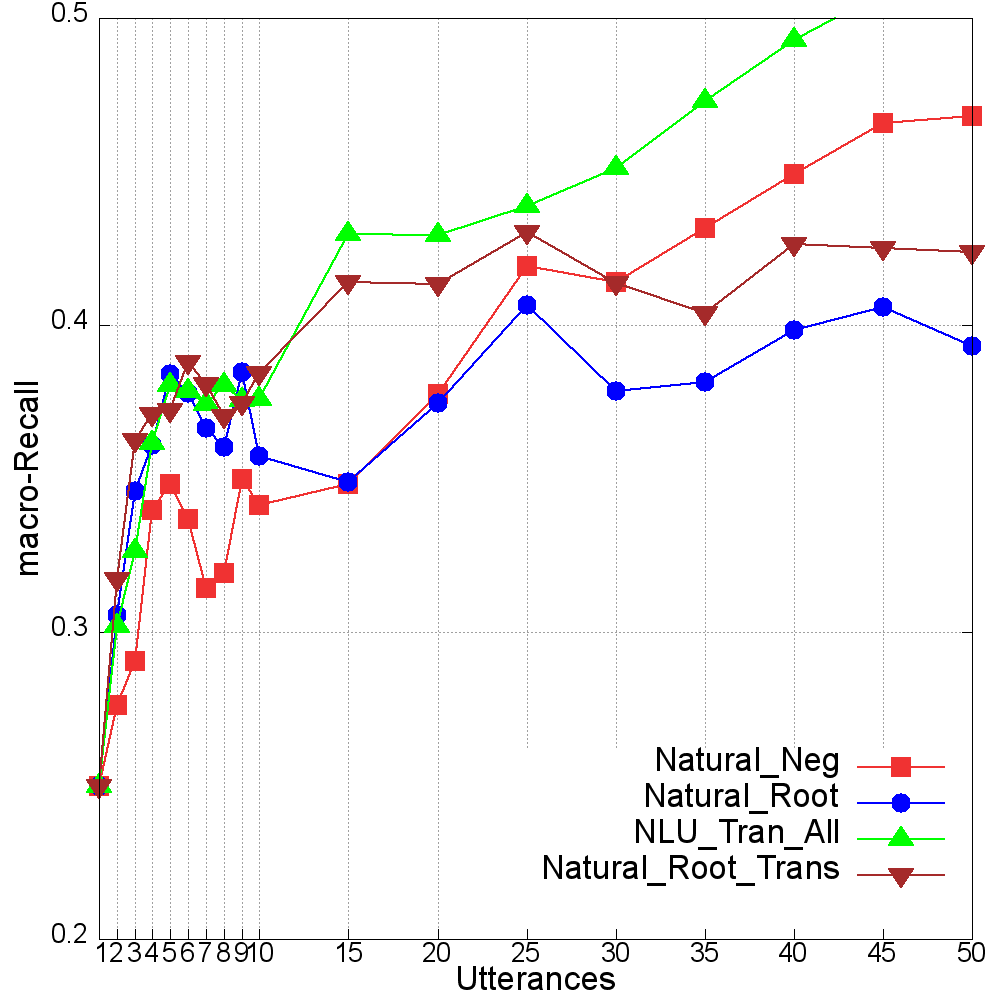 0.5
0.4
0.3
0.2
macro-Recall
1 2 3 4 5 6 7 8 9 10 15 20 25 30 35 40 45 50
Utterances
Natural_Neg
Natural_Root
NLU_Tran_All
Natural_Root_Trans